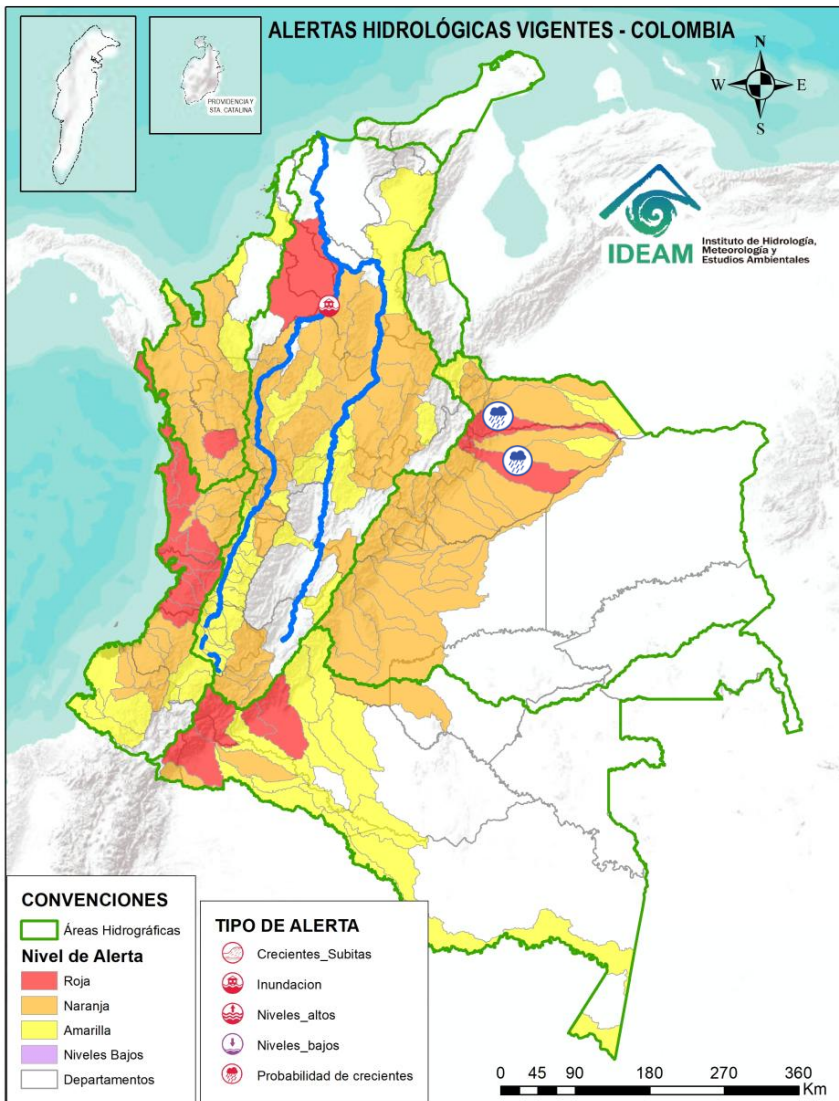 ALERTAS HIDROLÓGICAS VIGENTES - COLOMBIA
PROVIDENCIA Y
STA. CATALINA
N
W
E
S
IDEAM
Instituto de Hidrología,
Meteorología y
Estudios Ambientales
CONVENCIONES
Áreas Hidrográficas
Nivel de Alerta
Roja
Naranja
Amarilla
Niveles Bajos
Departamentos
TIPO DE ALERTA
Crecientes_Subitas
Inundacion
Niveles_altos
Niveles_bajos
Probabilidad de crecientes
0 45 90 180 270 360
Km